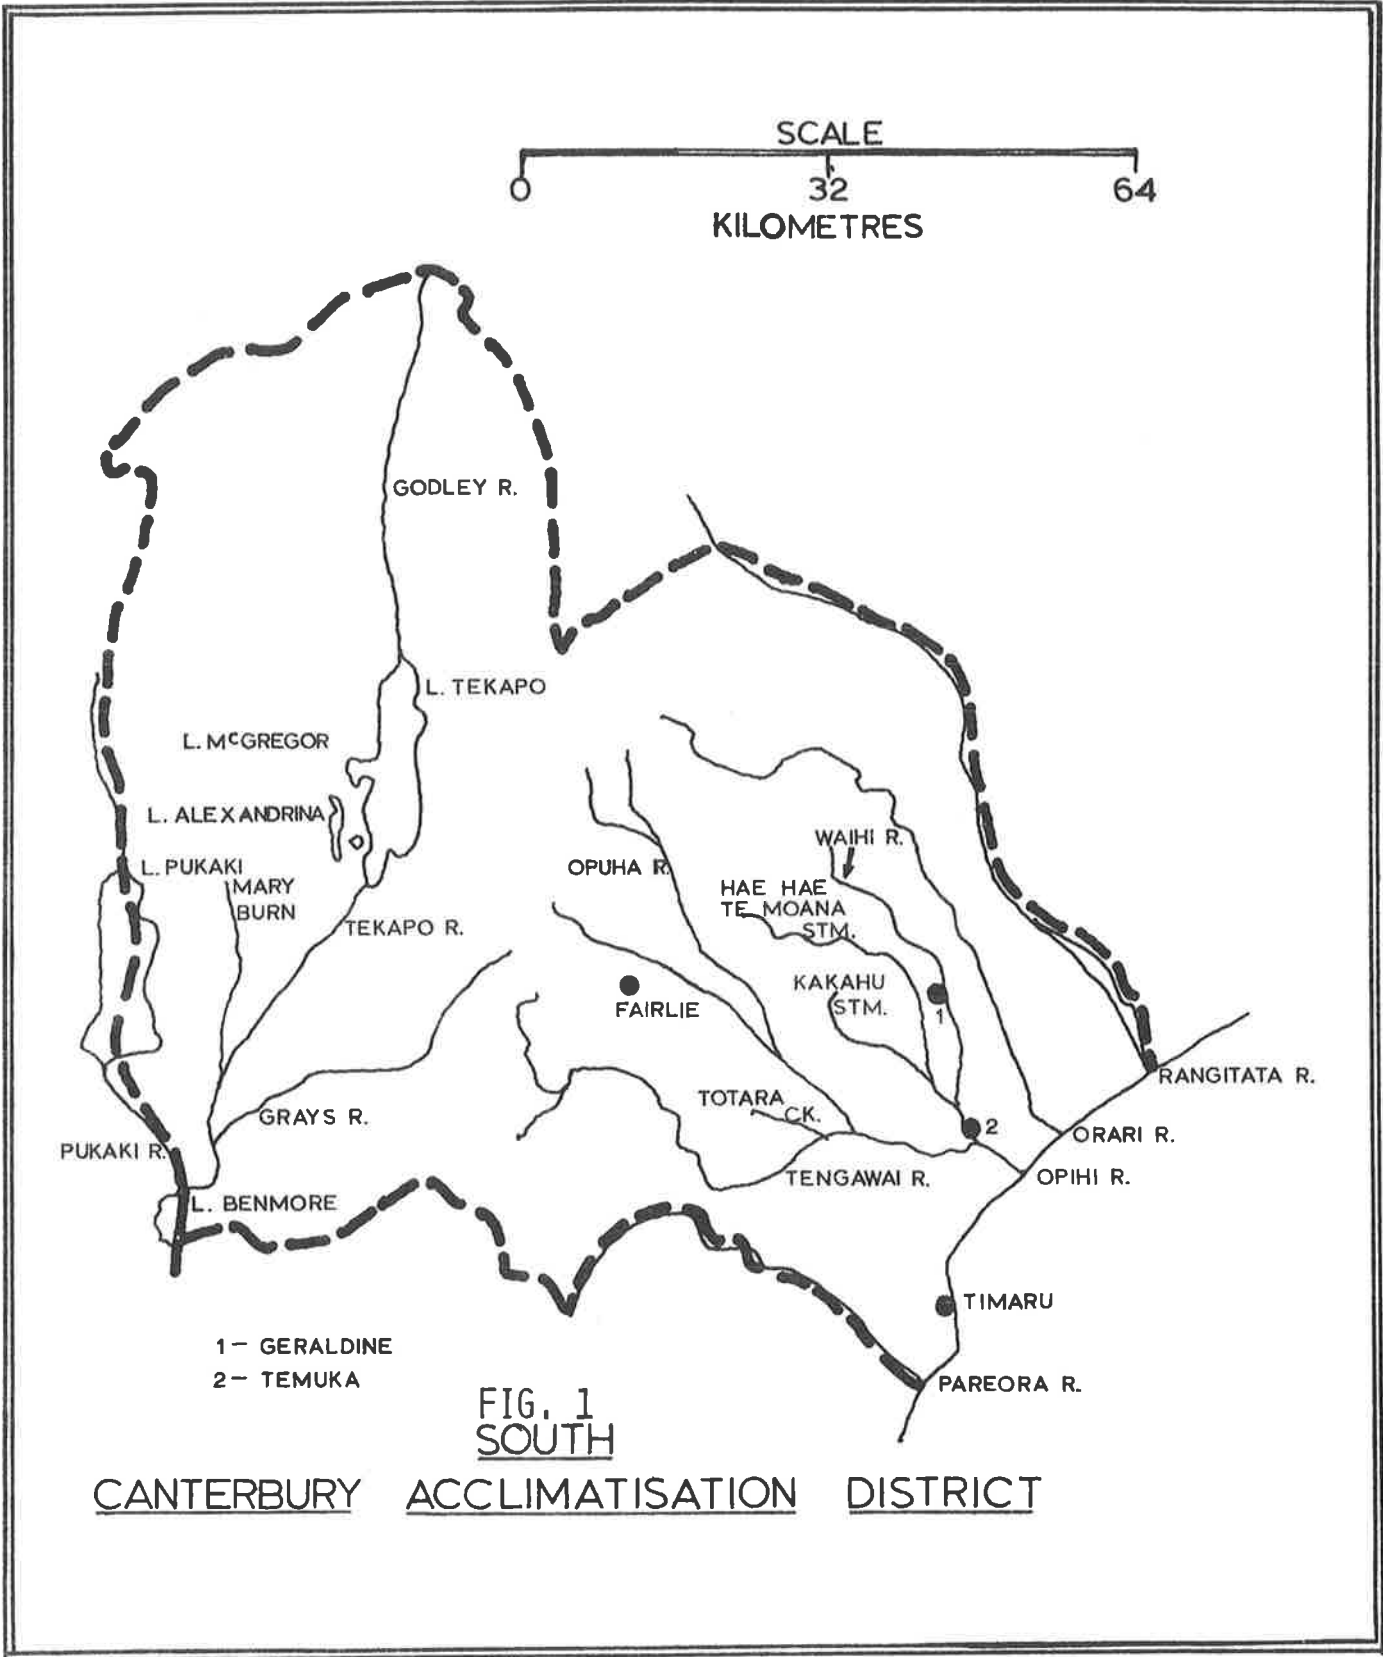 SCALE
0 32 64
KILOMETRES
GODLEY R.
L. TEKAPO
L. McGREGOR
L. ALEXANDRINA
L. PUKAKI
MARY
BURN
TEKAPO R.
OPUHA R.
WAIHI R.
HAE HAE
TE MOANA
STM.
KAKAHU
STM.
FAIRLIE
1
TOTARA
CK.
GRAYS R.
RANGITATA R.
2
ORARI R.
PUKAKI R.
TENGAWAI R.
OPIHI R.
L. BENMORE
TIMARU
1- GERALDINE
2- TEMUKA
PAREORA R.
FIG. 1
SOUTH
CANTERBURY ACCLIMATISATION DISTRICT